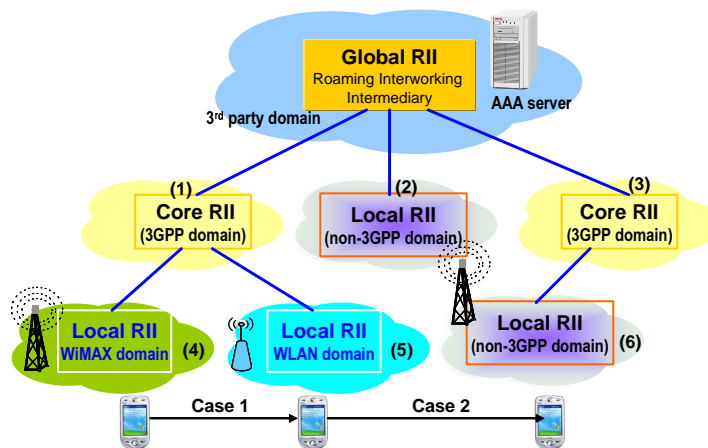 Global RII
Roaming Interworking
Intermediary
AAA server
3rd party domain
(1)
(2)
(3)
Core RII
(3GPP domain)
Local RII
(non-3GPP domain)
Core RII
(3GPP domain)
Local RII
WiMAX domain
(4)
Local RII
WLAN domain
(5)
Local RII
(non-3GPP domain)
(6)
Case 1
Case 2